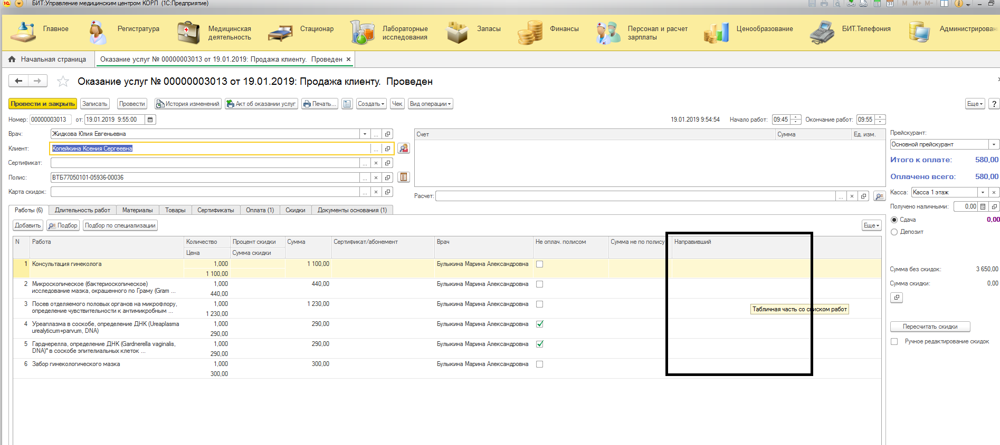 БИТ:Управление медицинским центром КОРП (1С:Предприятие)
M M+ M- 31
Главное
Регистратура
Медицинская деятельность
Стационар
Лабораторные исследования
Запасы
Финансы
Персонал и расчет зарплаты
Ценообразование
БИТ.Телефония
Администрирован
Начальная страница
Оказание услуг № 00000003013 от 19.01.2019: Продажа клиенту. Проведен ×
Оказание услуг № 00000003013 от 19.01.2019: Продажа клиенту. Проведен
Провести и закрыть Записать Провести История изменений Акт об оказании услуг Печать... Создать Чек Вид операции Еще ?
Номер: 00000003013 от: 19.01.2019 9:55:00 19.01.2019 9:54:54 Начало работ: 09:45 Окончание работ: 09:55
Врач: Жидкова Юлия Евгеньевна ...
Клиент: Копейкина Ксения Сергеевна ...
Сертификат: ... ×
Полис: ВТБ77050101-05936-00036 ... ×
Карта скидок: ... ×
Счет Сумма Ед. изм.
Расчет: ... ×
Прейскурант:
Основной прейскурант
Итого к оплате: 580,00
Оплачено всего: 580,00
Касса: Касса 1 этаж ×
Получено наличными: 0,00
Сдача 0,00
Депозит
Сумма без скидок: 3 650,00
Сумма скидки: 0,00
Пересчитать скидки
Ручное редактирование скидок
Работы (6) Длительность работ Материалы Товары Сертификаты Оплата (1) Скидки Документы основания (1)
Добавить Подбор Подбор по специализации Еще
N Работа Количество Процент скидки Сумма Сертификат/абонемент Врач Не оплач. полисом Сумма не по полису Направивший
Цена Сумма скидки
1 Консультация гинеколога 1,000 1 100,00 Булыкина Марина Александровна
1 100,00
2 Микроскопическое (бактериоскопическое) 1,000 440,00 Булыкина Марина Александровна
исследование мазка, окрашенного по Граму (Gram ... 440,00
3 Посев отделяемого половых органов на микрофлору, 1,000 1 230,00 Булыкина Марина Александровна
определение чувствительности к антимикробным ... 1 230,00
Табличная часть со списком работ
4 Уреаплазма в соскобе, определение ДНК (Ureaplasma 1,000 290,00 Булыкина Марина Александровна
urealyticum+parvum, DNA) 290,00
5 Гарднерелла, определение ДНК (Gardnerella vaginalis, 1,000 290,00 Булыкина Марина Александровна
DNA)* в соскобе эпителиальных клеток ... 290,00
6 Забор гинекологического мазка 1,000 300,00 Булыкина Марина Александровна
300,00